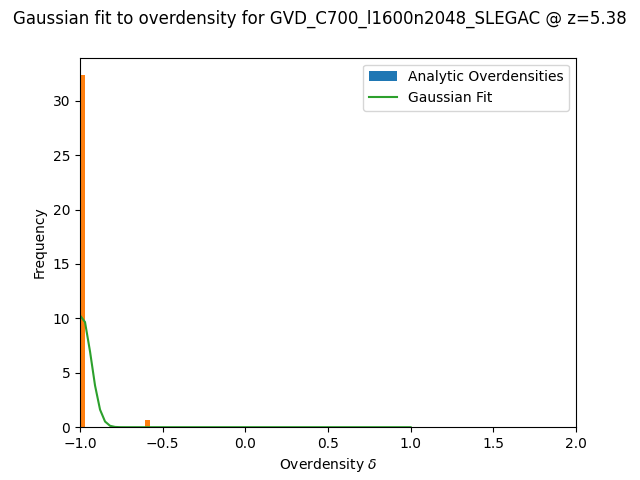 Gaussian fit to overdensity for GVD_C700_l1600n2048_SLEGAC @ z=5.38
Analytic Overdensities
Gaussian Fit
Frequency
30
25
20
15
10
5
0
−1.0 −0.5 0.0 0.5 1.0 1.5 2.0
Overdensity δ